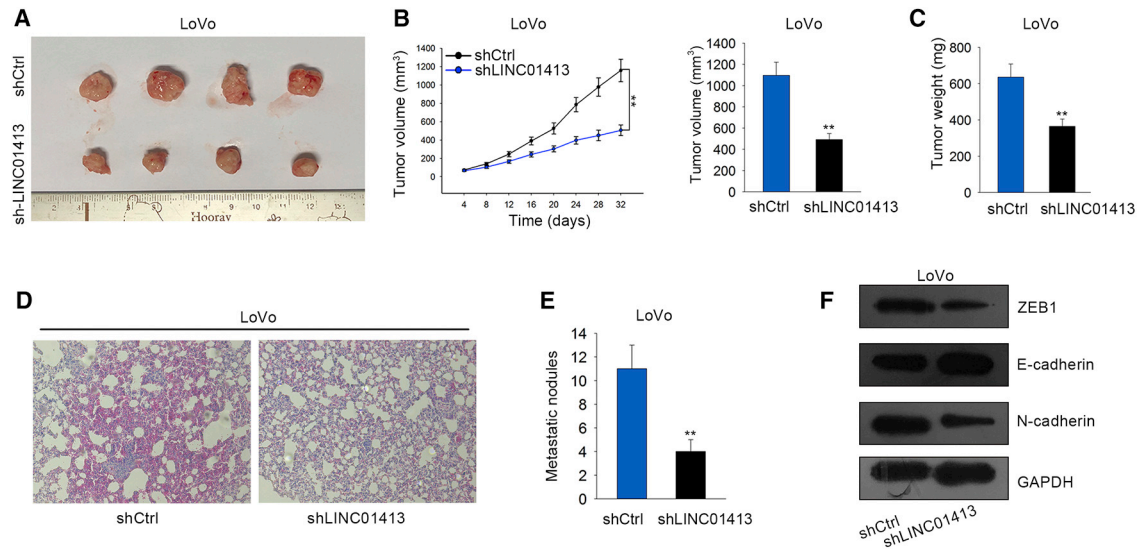 A
LoVo
shCtrl
sh-LINC01413
Hooray
B
LoVo
Tumor volume (mm3)
1400
1200
1000
800
600
400
200
0
shCtrl
shLINC01413
**
4 8 12 16 20 24 28 32
Time (days)
LoVo
Tumor volume (mm3)
1400
1200
1000
800
600
400
200
0
**
shCtrl shLINC01413
C
LoVo
Tumor weight (mg)
800
600
400
200
0
**
shCtrl shLINC01413
D
LoVo
shCtrl shLINC01413
E
LoVo
Metastatic nodules
14
12
10
8
6
4
2
0
**
shCtrl shLINC01413
F
LoVo
ZEB1
E-cadherin
N-cadherin
GAPDH
shCtrl
shLINC01413